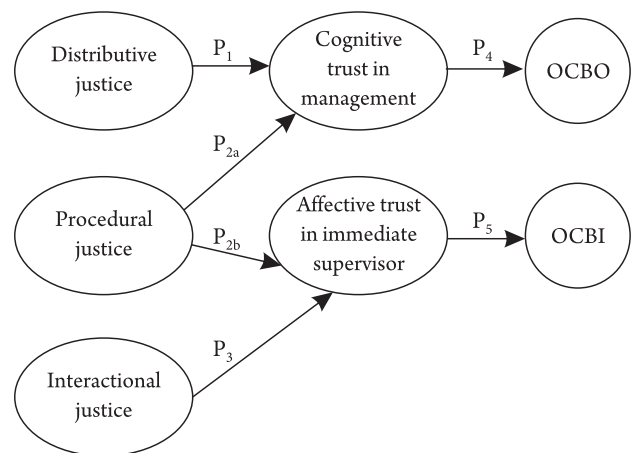 Distributive
justice
P₁
Cognitive
trust in
management
P₄
OCBO
P₂ₐ
Procedural
justice
P₂b
Affective trust
in immediate
supervisor
P₅
OCBI
P₃
Interactional
justice